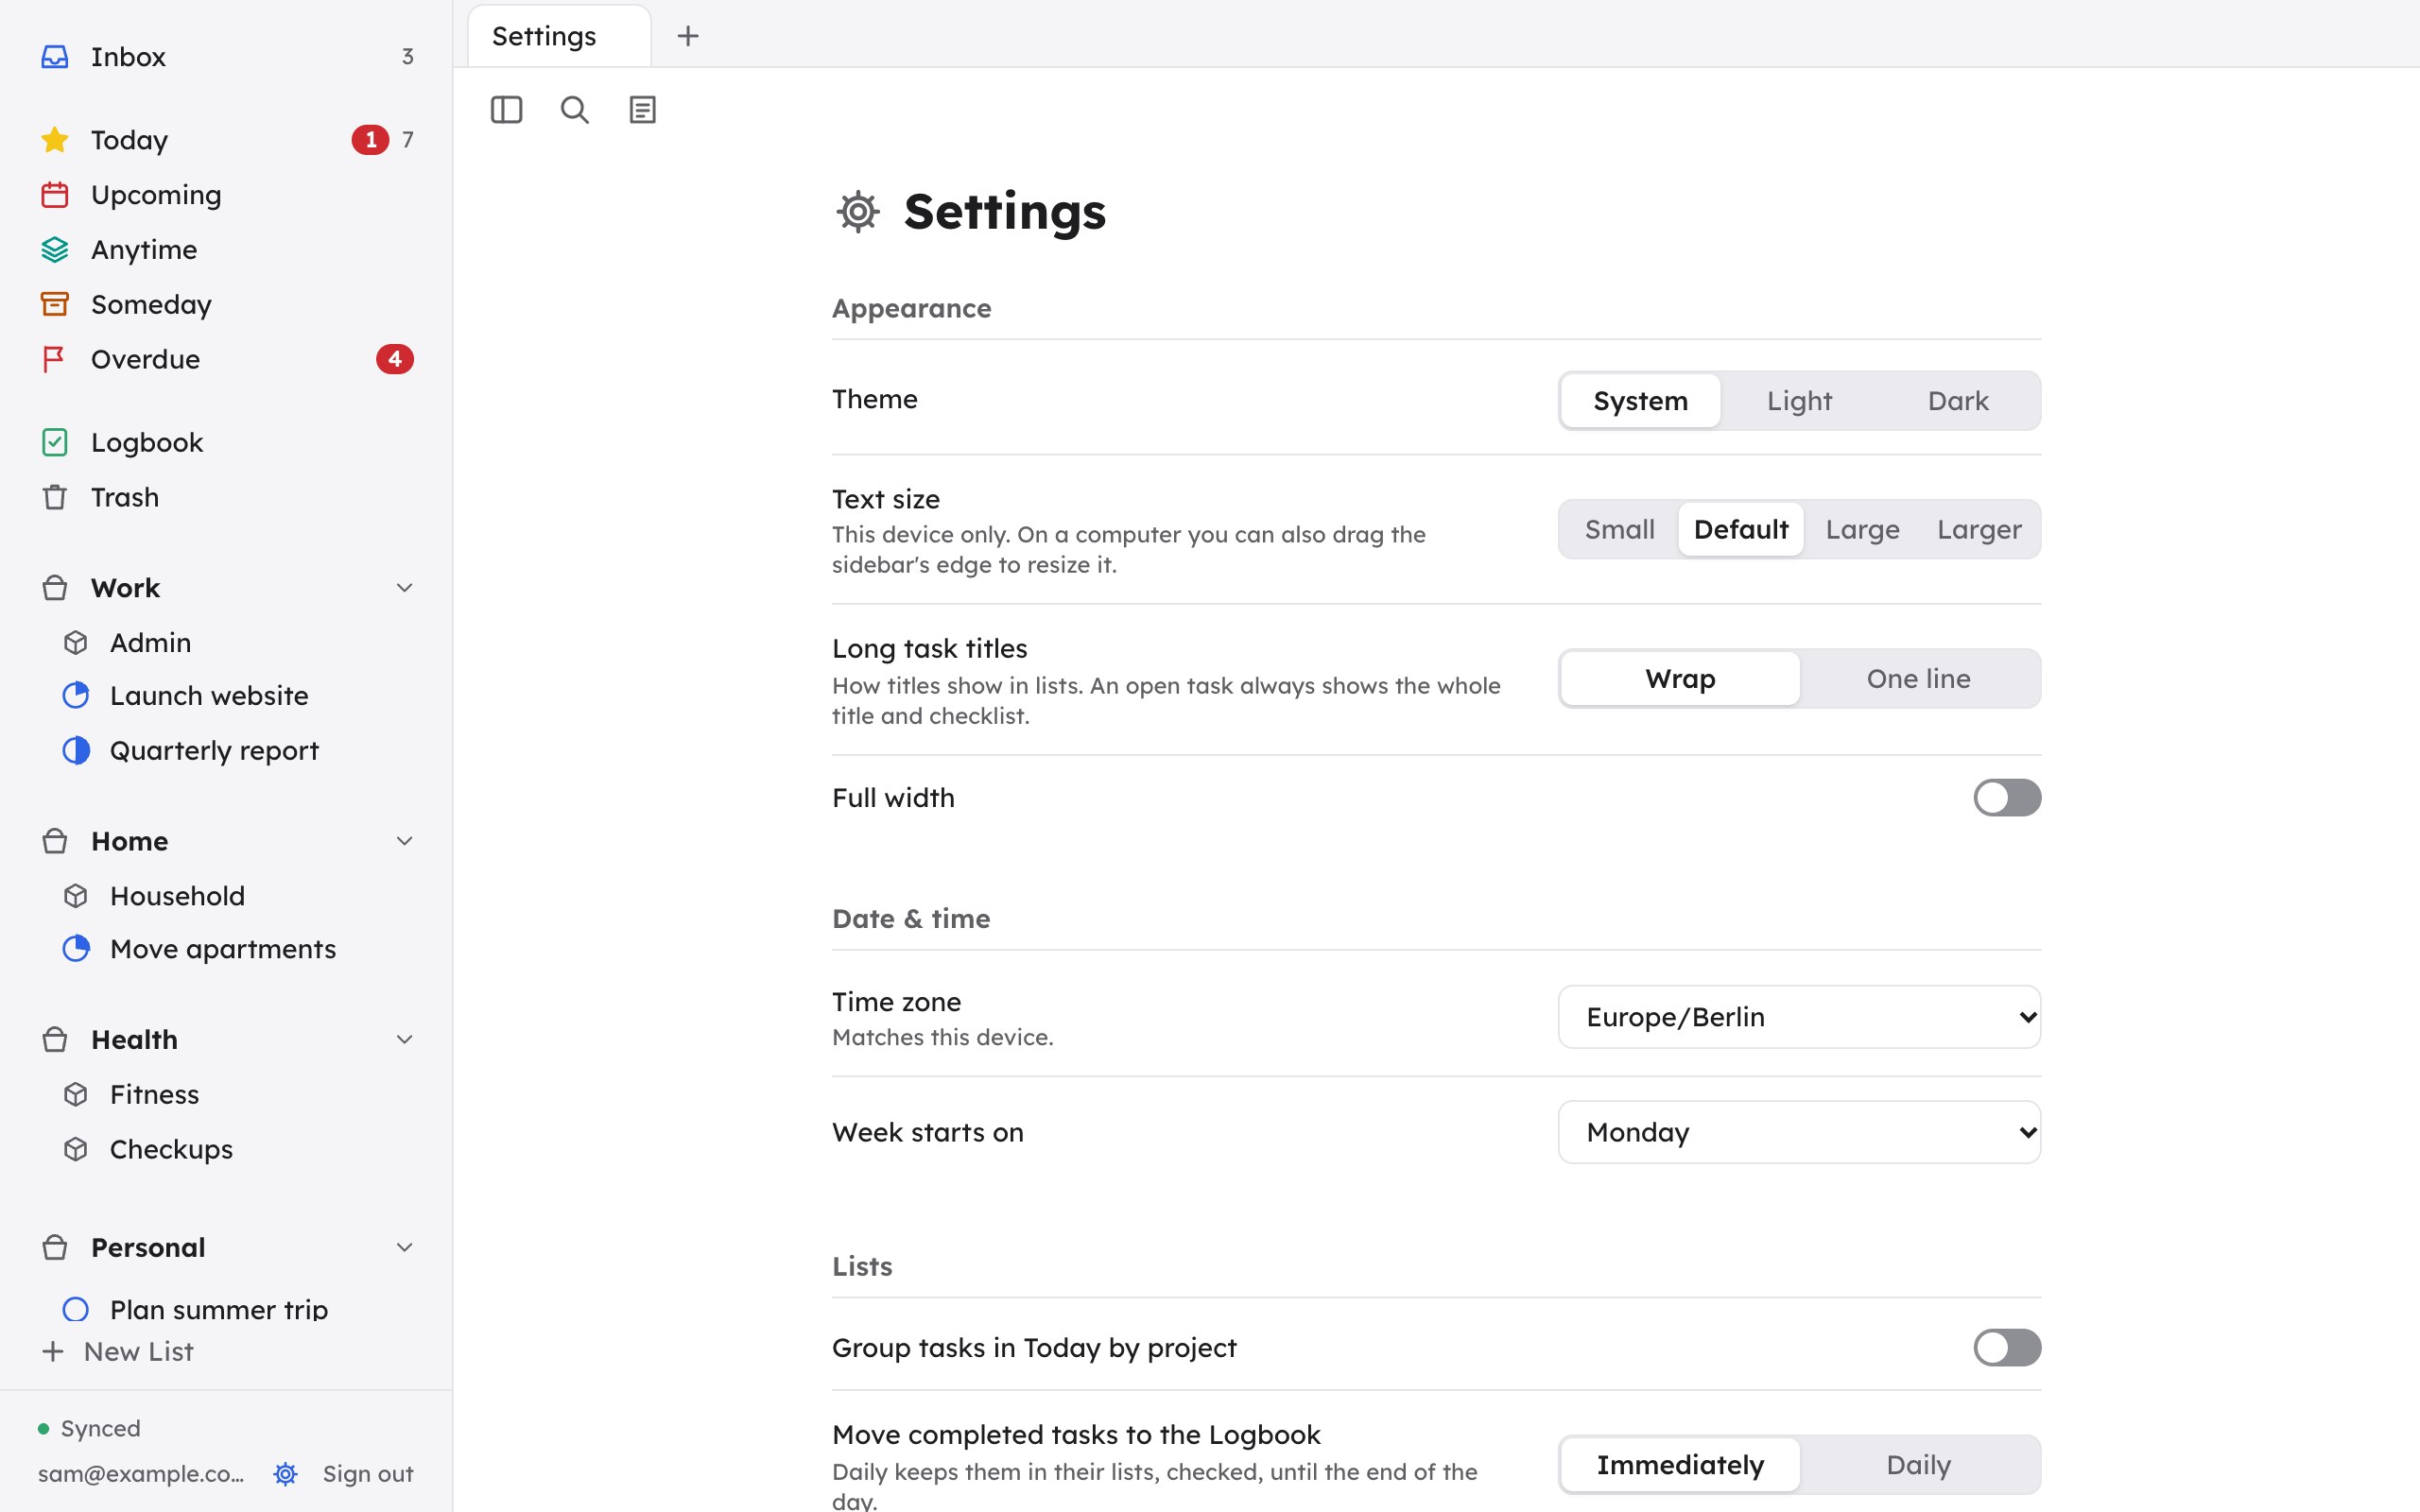 Inbox 3
Today 1 7
Upcoming
Anytime
Someday
Overdue 4
Logbook
Trash
Work
Admin
Launch website
Quarterly report
Home
Household
Move apartments
Health
Fitness
Checkups
Personal
Plan summer trip
New List
Synced
sam@example.co... Sign out
Settings
Settings
Appearance
Theme
System Light Dark
Text size
This device only. On a computer you can also drag the
sidebar's edge to resize it.
Small Default Large Larger
Long task titles
How titles show in lists. An open task always shows the whole
title and checklist.
Wrap One line
Full width
Date & time
Time zone
Matches this device.
Europe/Berlin
Week starts on
Monday
Lists
Group tasks in Today by project
Move completed tasks to the Logbook
Daily keeps them in their lists, checked, until the end of the
day.
Immediately Daily